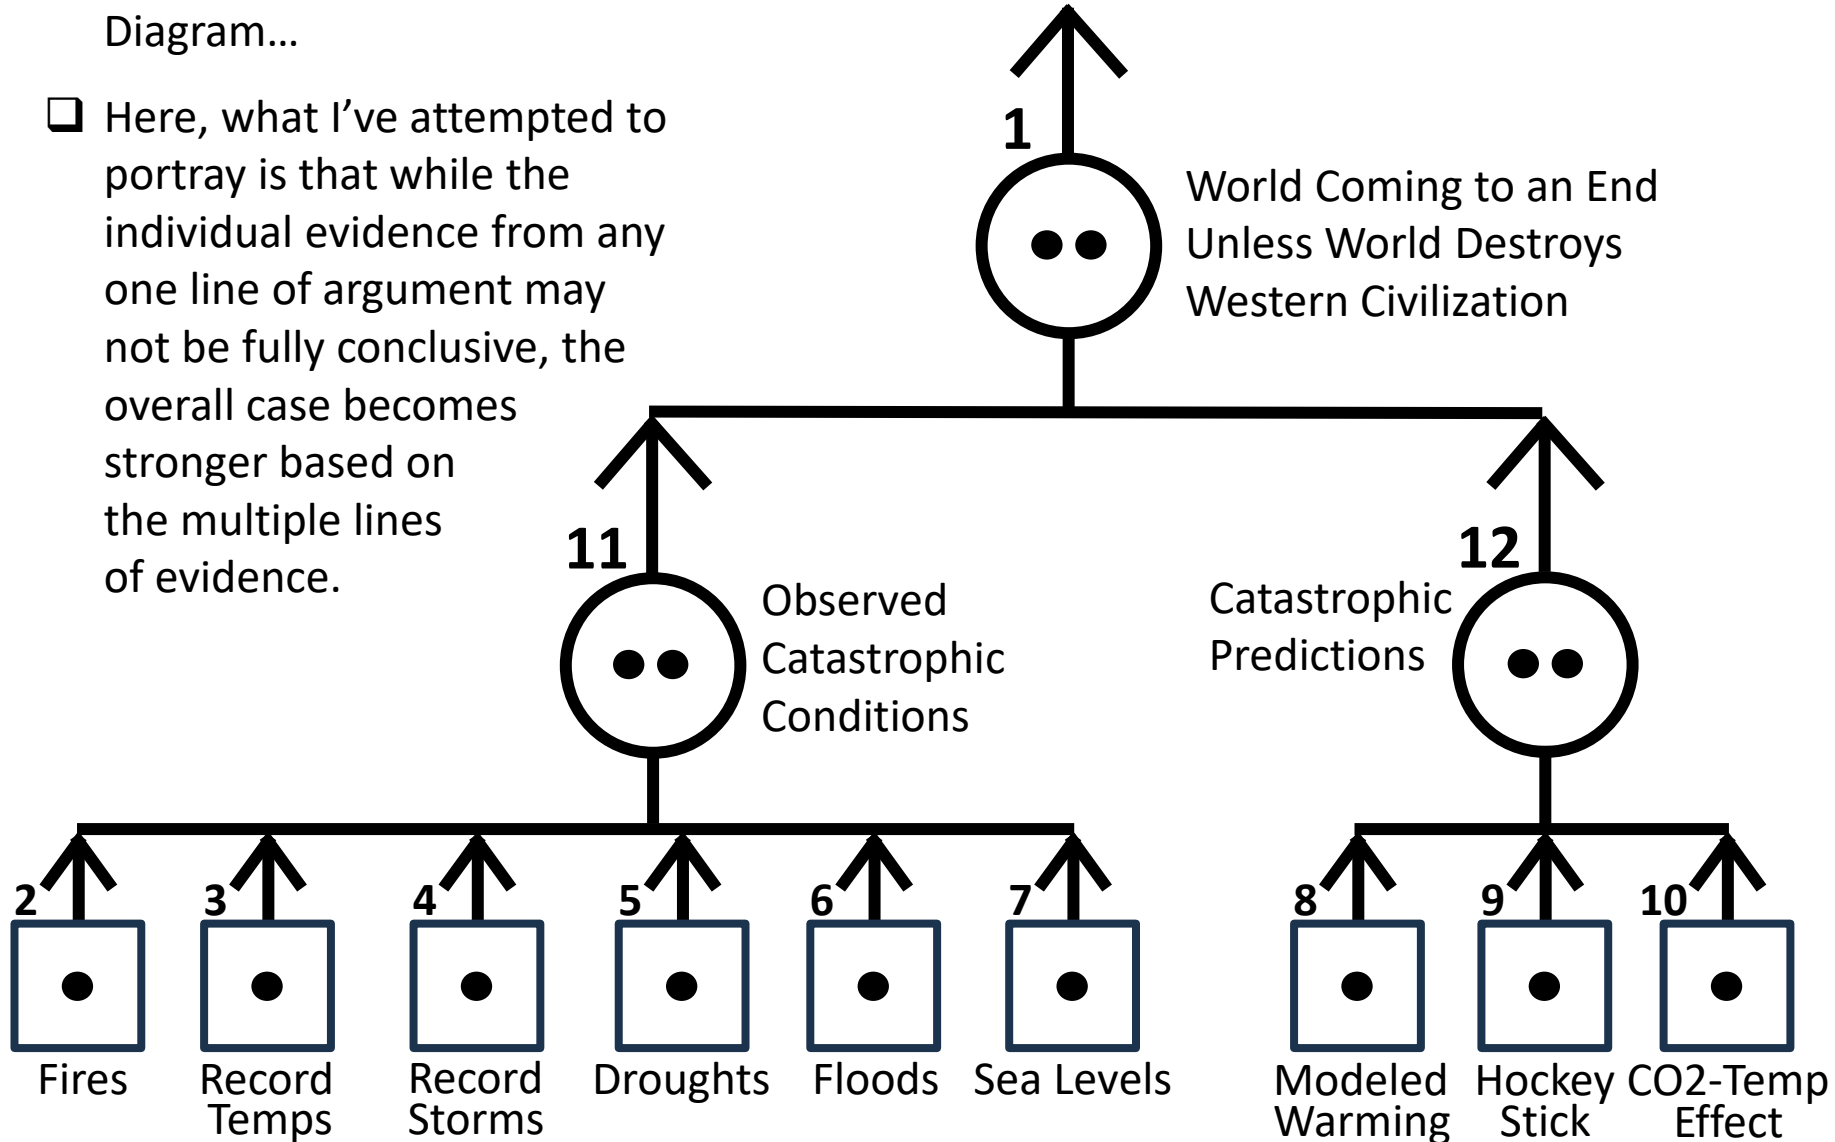 Diagram…
❑ Here, what I've attempted to
portray is that while the
individual evidence from any
one line of argument may
not be fully conclusive, the
overall case becomes
stronger based on
the multiple lines
of evidence.
1
World Coming to an End
Unless World Destroys
Western Civilization
11
Observed
Catastrophic
Conditions
12
Catastrophic
Predictions
2
Fires
3
Record
Temps
4
Record
Storms
5
Droughts
6
Floods
7
Sea Levels
8
Modeled
Warming
9
Hockey
Stick
10
CO2-Temp
Effect